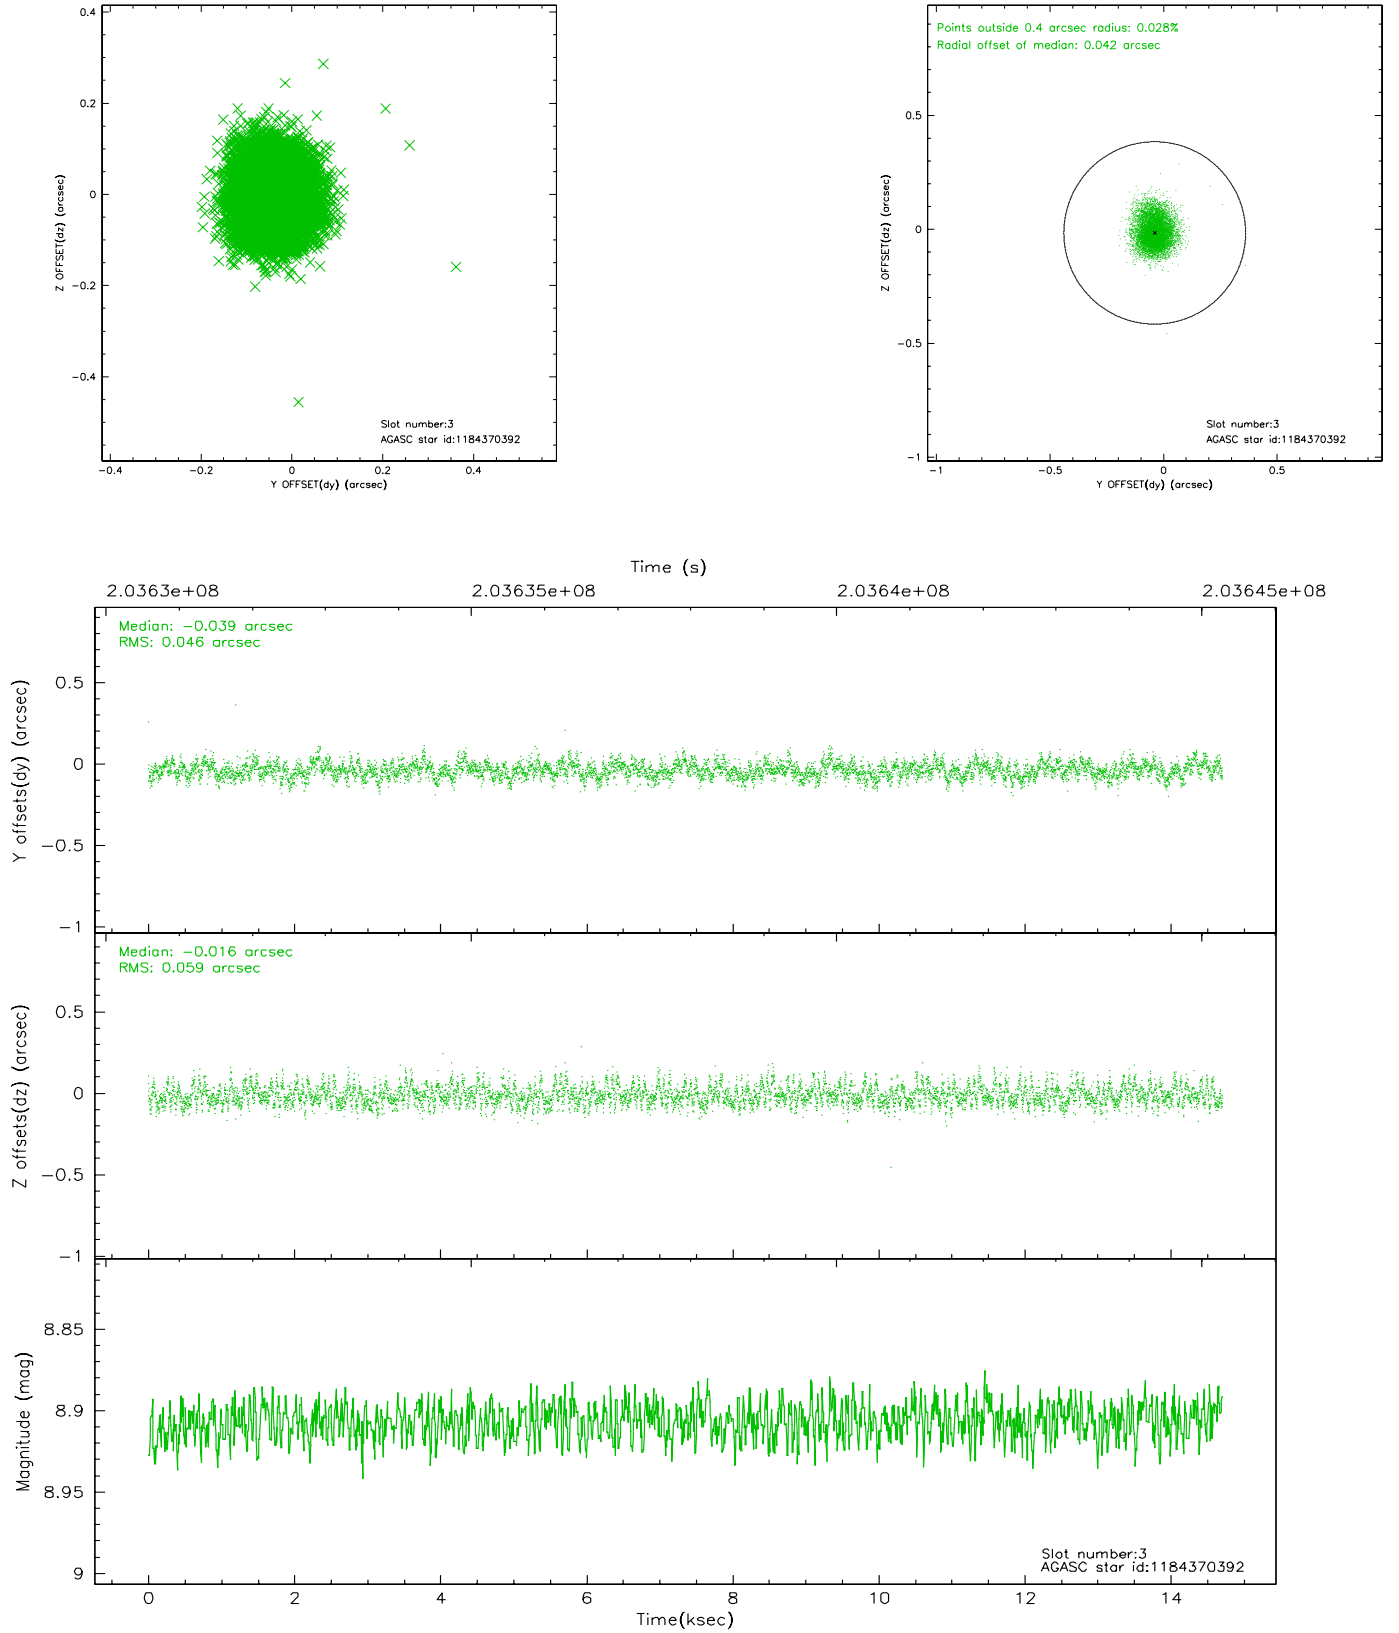 0.4
0.2
0
−0.2
−0.4
Z OFFSET(dz) (arcsec)
Slot number:3
AGASC star id:1184370392
−0.4 −0.2 0 0.2 0.4
Y OFFSET(dy) (arcsec)
Points outside 0.4 arcsec radius: 0.028%
Radial offset of median: 0.042 arcsec
0.5
0
−0.5
−1
Z OFFSET(dz) (arcsec)
Slot number:3
AGASC star id:1184370392
−1 −0.5 0 0.5
Y OFFSET(dy) (arcsec)
Time (s)
2.0363e+08 2.03635e+08 2.0364e+08 2.03645e+08
Median: −0.039 arcsec
RMS: 0.046 arcsec
0.5
0
−0.5
−1
Y offsets(dy) (arcsec)
Median: −0.016 arcsec
RMS: 0.059 arcsec
0.5
0
−0.5
−1
Z offsets(dz) (arcsec)
8.85
8.9
8.95
9
Magnitude (mag)
Slot number:3
AGASC star id:1184370392
0 2 4 6 8 10 12 14
Time(ksec)